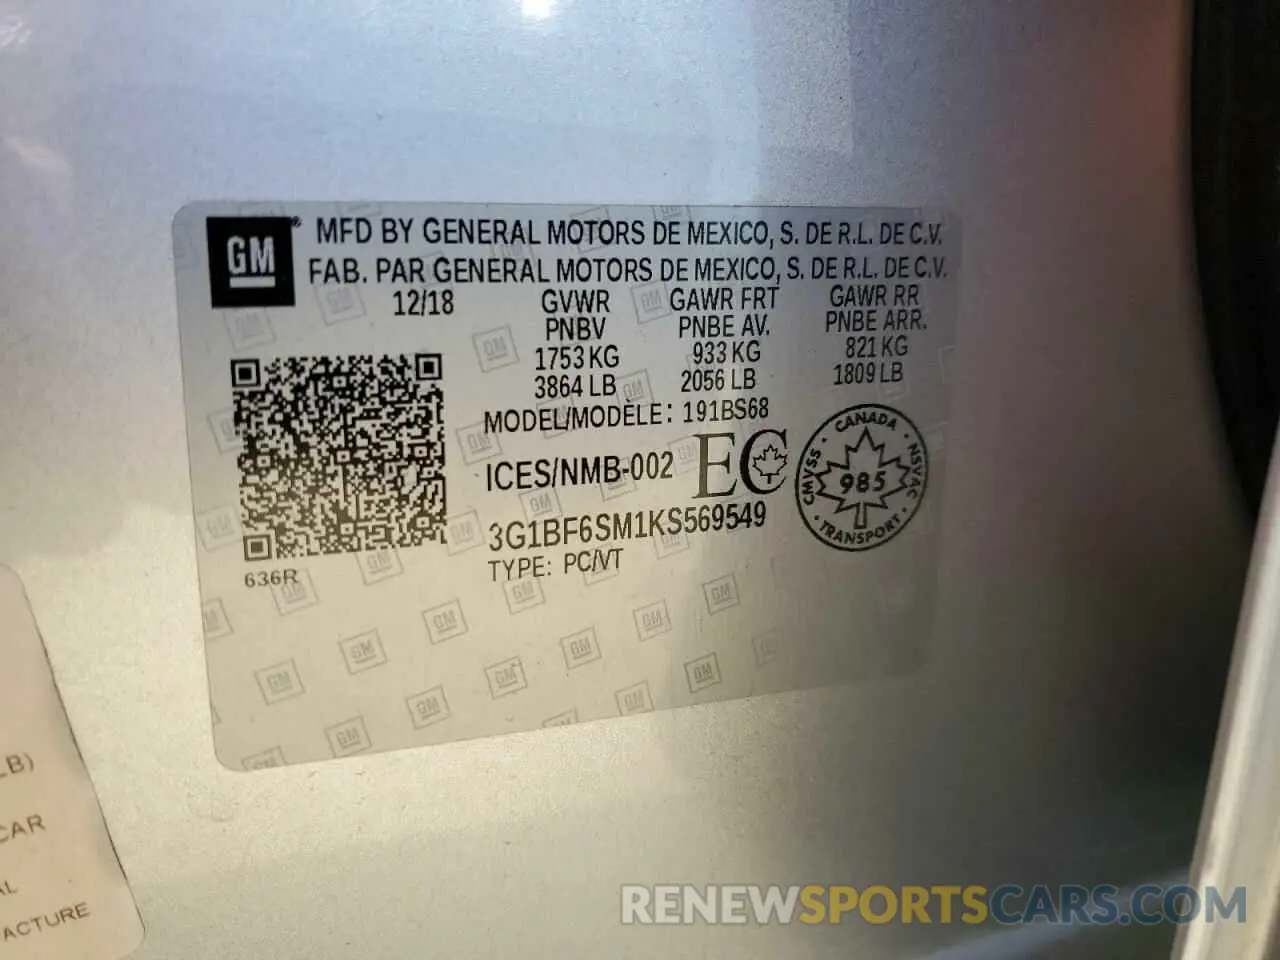 GM® MFD BY GENERAL MOTORS DE MEXICO, S. DE R.L. DE C.V.
FAB. PAR GENERAL MOTORS DE MEXICO, S. DE R.L. DE C.V.
12/18 GVWR GAWR FRT GAWR RR
PNBV PNBE AV. PNBE ARR.
1753 KG 933 KG 821 KG
3864 LB 2056 LB 1809 LB
MODEL/MODÈLE: 191BS68
ICES/NMB-002 EC
CANADA
CMVSS 985 NSVAC
TRANSPORT
3G1BF6SM1KS569549
TYPE: PC/VT
636R
LB)
CAR
ACTURE
RENEWSPORTSCARS.COM